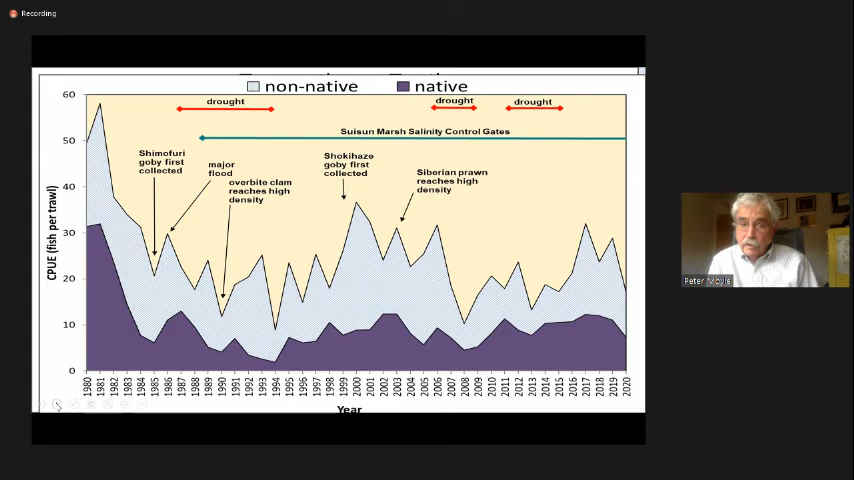 Recording
non-native native
60
50
40
30
20
10
0
CPUE (fish per trawl)
drought
drought
drought
Suisun Marsh Salinity Control Gates
Shimofuri
goby first
collected
major
flood
overbite clam
reaches high
density
Shokihaze
goby first
collected
Siberian prawn
reaches high
density
1980 1981 1982 1983 1984 1985 1986 1987 1988 1989 1990 1991 1992 1993 1994 1995 1996 1997 1998 1999 2000 2001 2002 2003 2004 2005 2006 2007 2008 2009 2010 2011 2012 2013 2014 2015 2016 2017 2018 2019 2020
Year
Peter Moyle